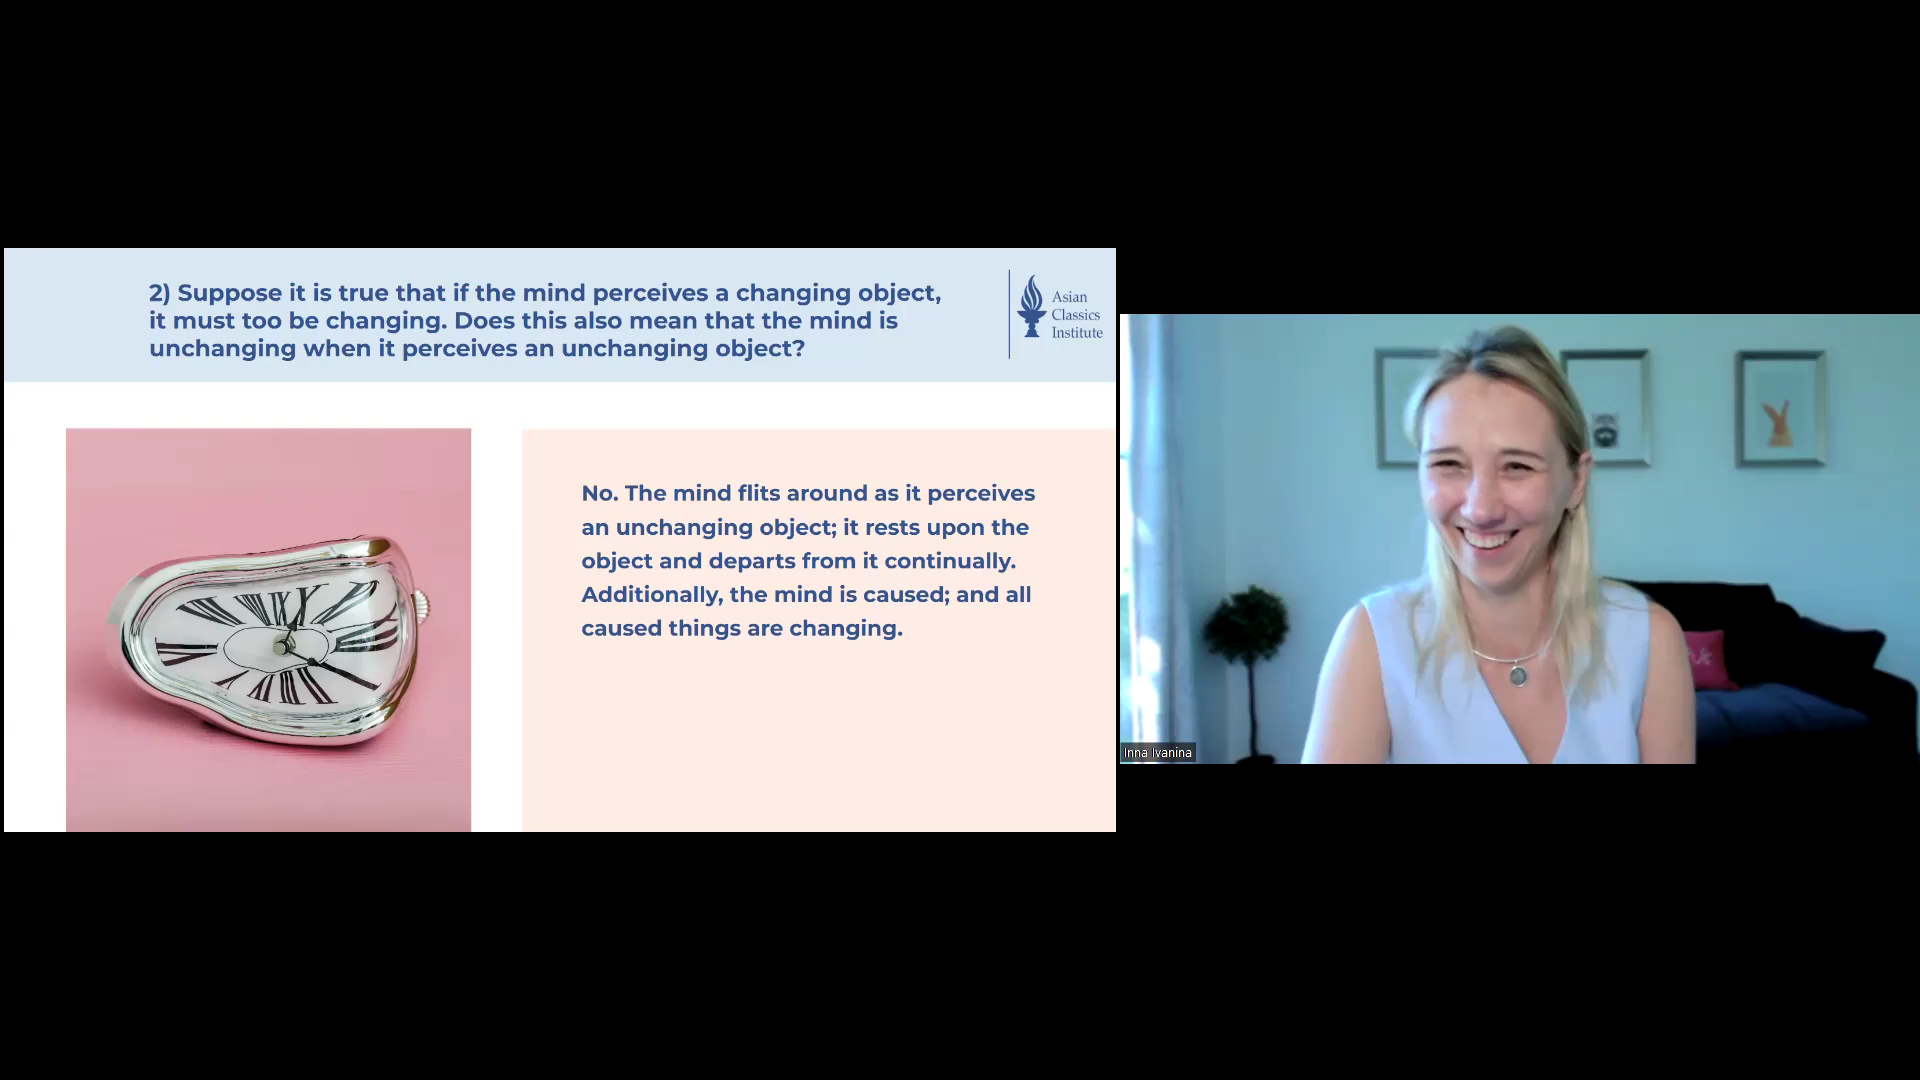 2) Suppose it is true that if the mind perceives a changing object,
it must too be changing. Does this also mean that the mind is
unchanging when it perceives an unchanging object?
Asian
Classics
Institute
No. The mind flits around as it perceives
an unchanging object; it rests upon the
object and departs from it continually.
Additionally, the mind is caused; and all
caused things are changing.
Inna Ivanina